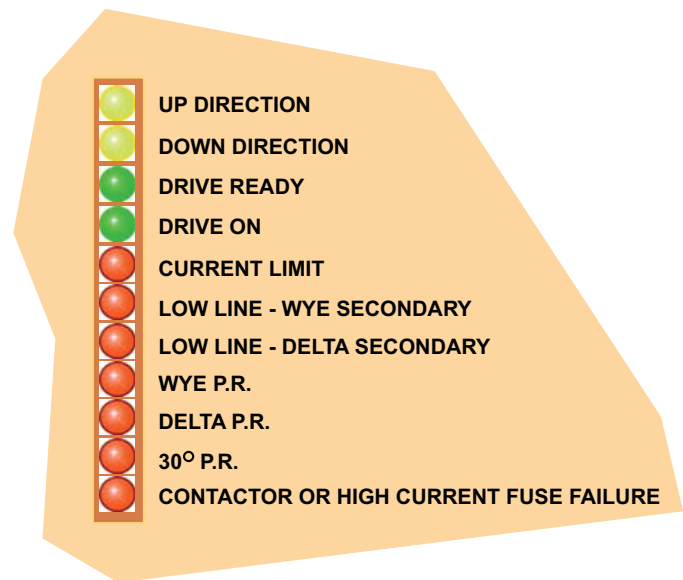 UP DIRECTION
DOWN DIRECTION
DRIVE READY
DRIVE ON
CURRENT LIMIT
LOW LINE - WYE SECONDARY
LOW LINE - DELTA SECONDARY
WYE P.R.
DELTA P.R.
30° P.R.
CONTACTOR OR HIGH CURRENT FUSE FAILURE